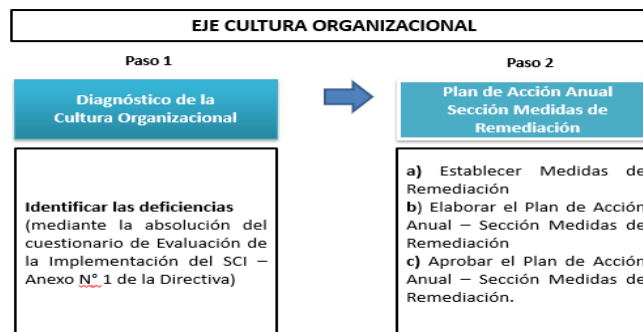 EJE CULTURA ORGANIZACIONAL
Paso 1
Diagnóstico de la
Cultura Organizacional
Identificar las deficiencias
(mediante la absolución del
cuestionario de Evaluación de
la Implementación del SCI –
Anexo N° 1 de la Directiva)
Paso 2
Plan de Acción Anual
Sección Medidas de
Remediación
a) Establecer Medidas de
Remediación
b) Elaborar el Plan de Acción
Anual – Sección Medidas de
Remediación
c) Aprobar el Plan de Acción
Anual – Sección Medidas de
Remediación.